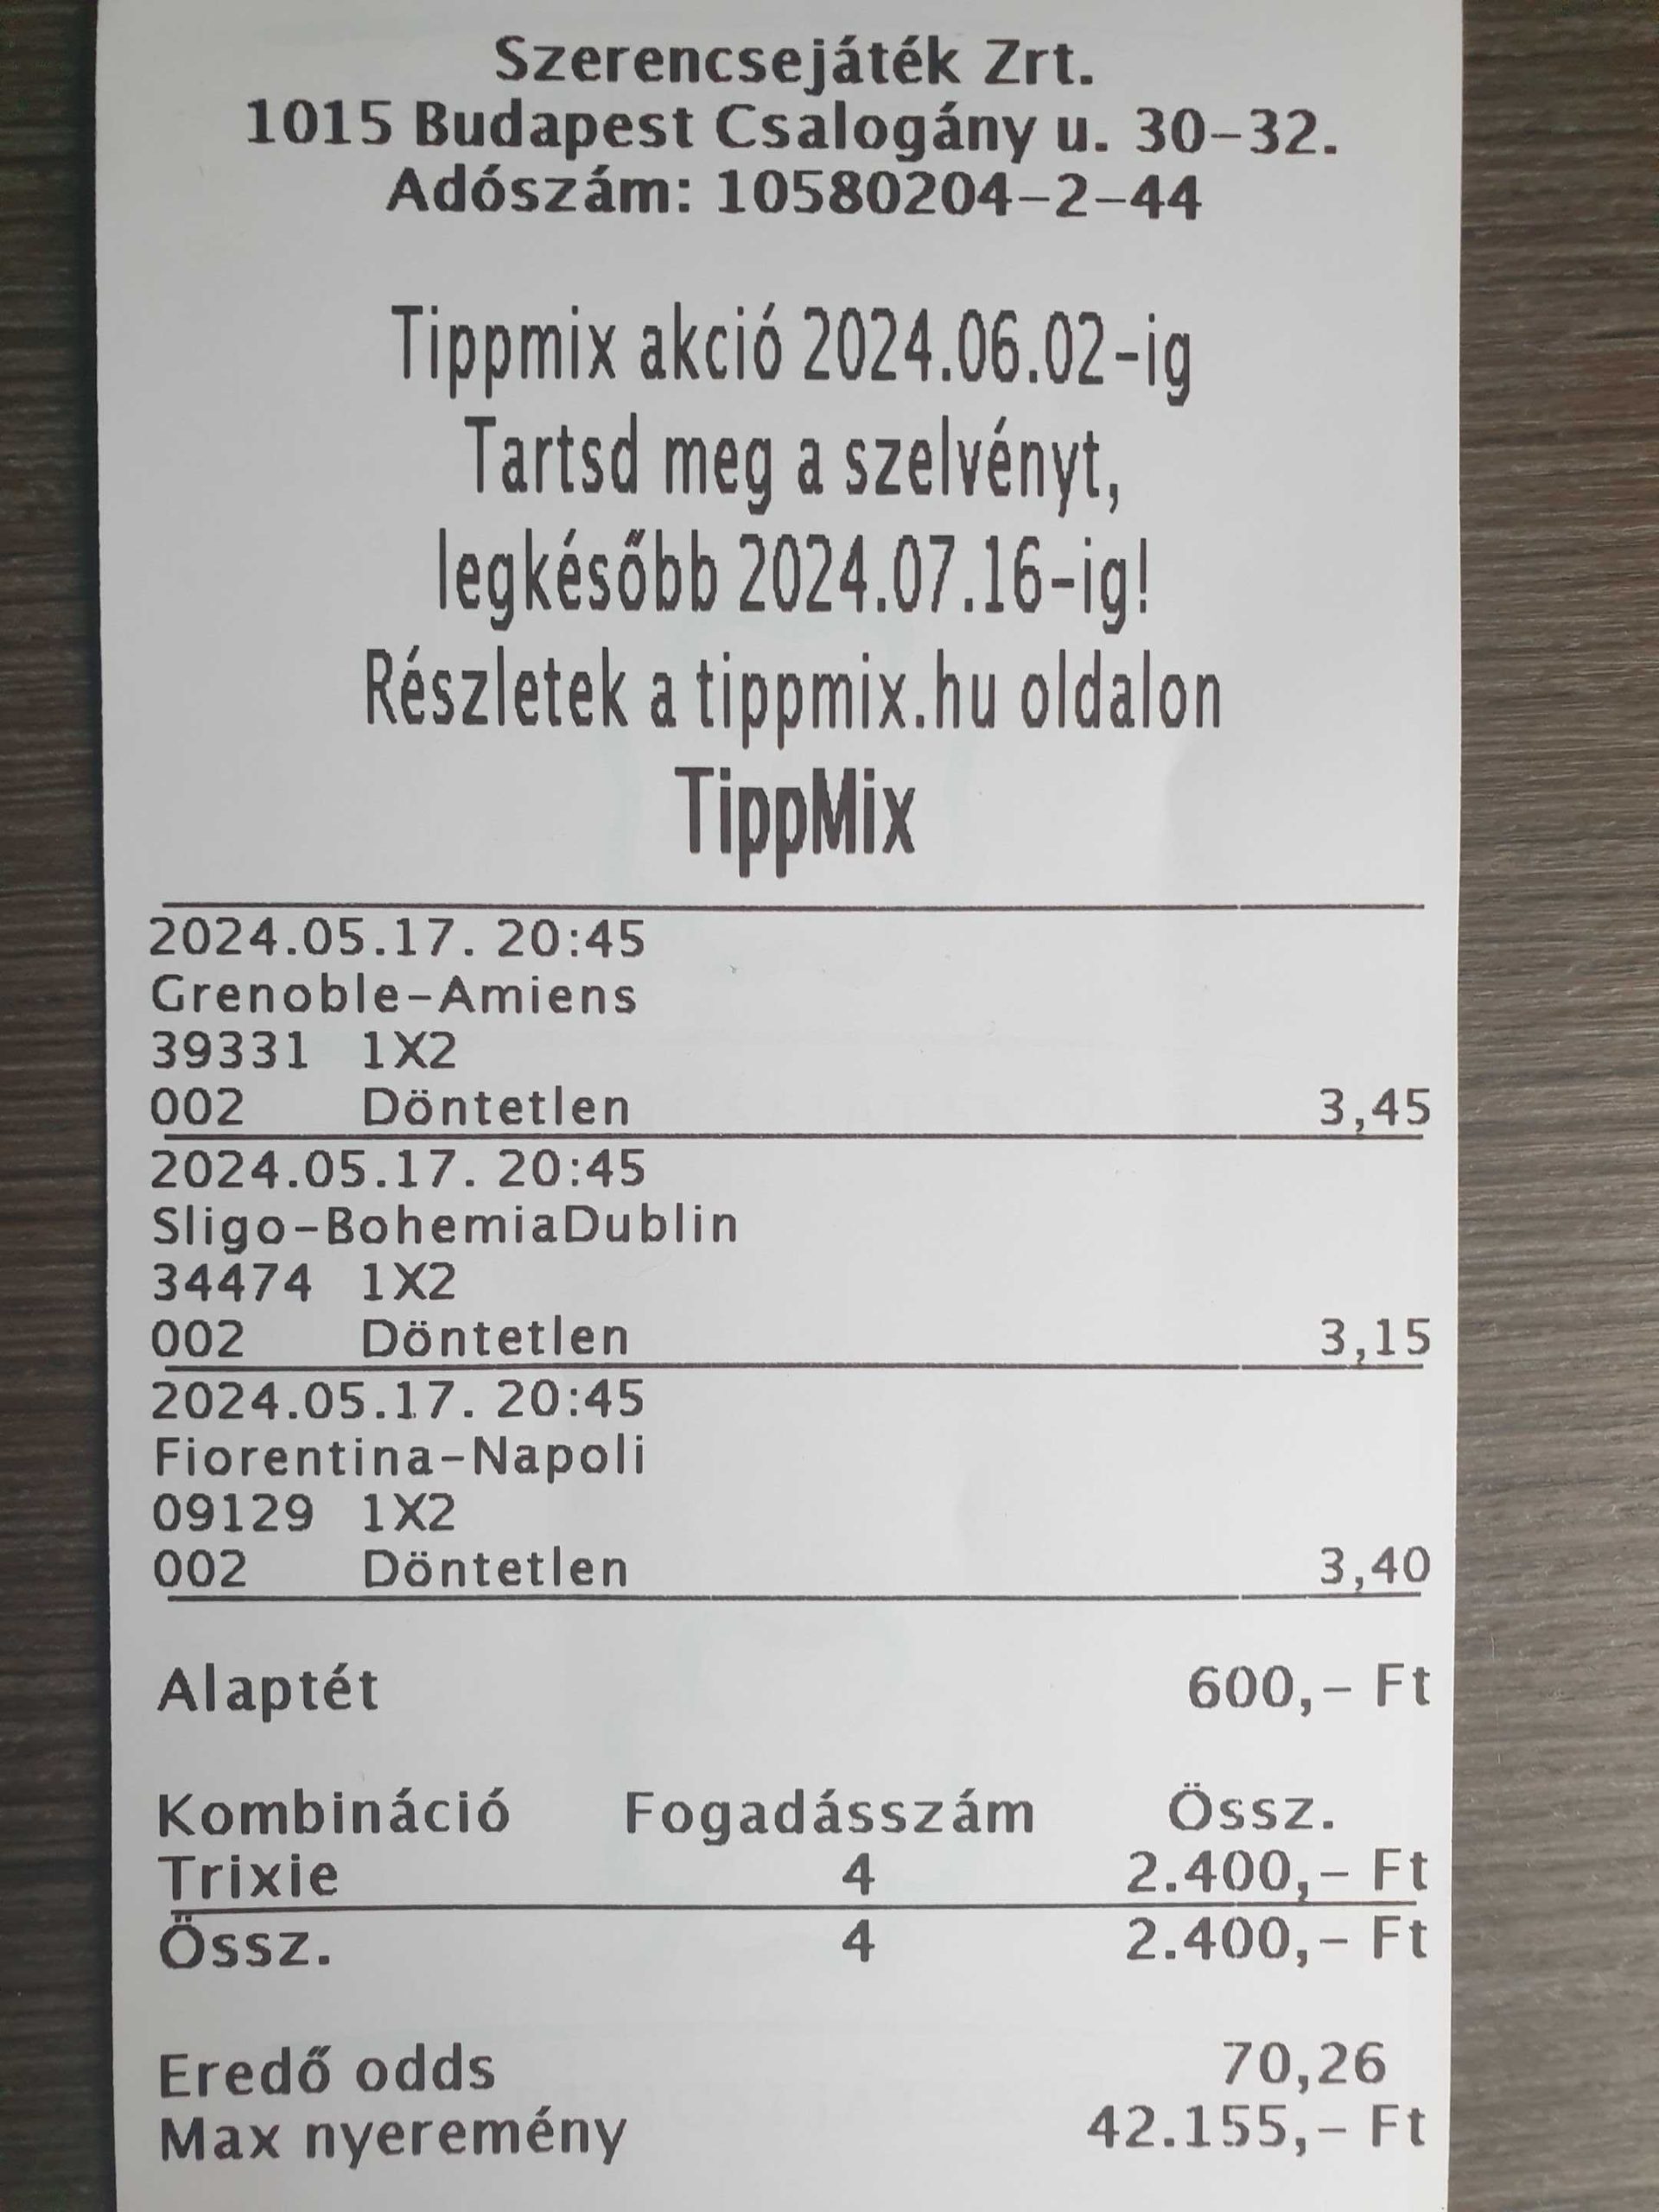 Szerencsejáték Zrt.
1015 Budapest Csalogány u. 30-32.
Adószám: 10580204-2-44
Tippmix akció 2024.06.02-ig
Tartsd meg a szelvényt,
legkésőbb 2024.07.16-ig!
Részletek a tippmix.hu oldalon
TippMix
2024.05.17. 20:45
Grenoble-Amiens
39331 1X2
002 Döntetlen 3,45
2024.05.17. 20:45
Sligo-BohemiaDublin
34474 1X2
002 Döntetlen 3,15
2024.05.17. 20:45
Fiorentina-Napoli
09129 1X2
002 Döntetlen 3,40
Alaptét 600,- Ft
Kombináció Fogadásszám Össz.
Trixie 4 2.400,- Ft
Össz. 4 2.400,- Ft
Eredő odds 70,26
Max nyeremény 42.155,- Ft